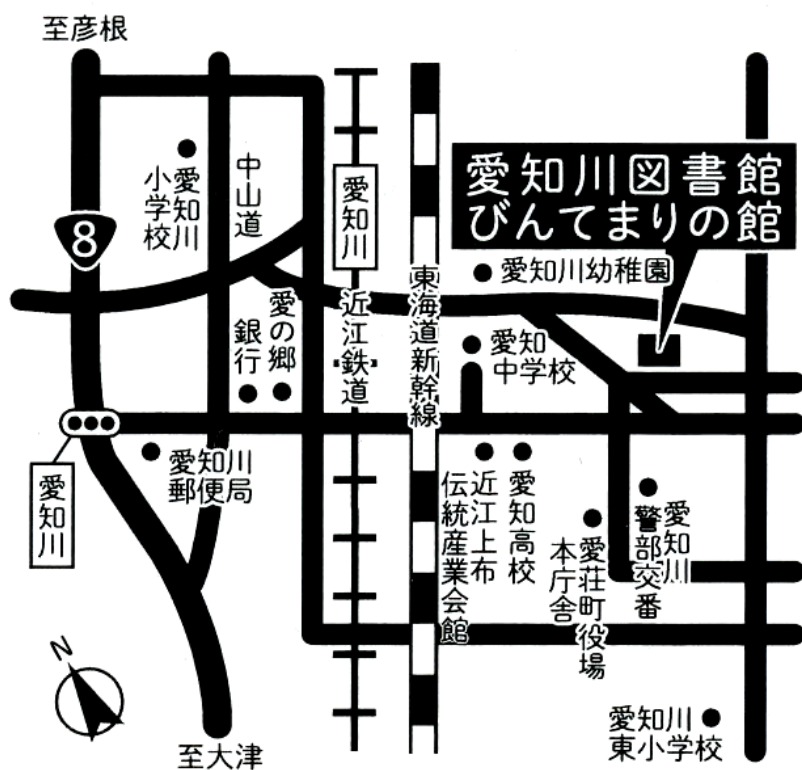 至彦根
愛知川
小学校
中山道
愛知川
愛知川図書館
びんてまりの館
8
愛知川幼稚園
東海道新幹線
近江鉄道
愛の郷
銀行
愛知
中学校
愛知川
愛知川
郵便局
近江上布
伝統産業会館
愛知高校
愛荘町役場
本庁舎
愛知川
警部交番
N
至大津
愛知川
東小学校